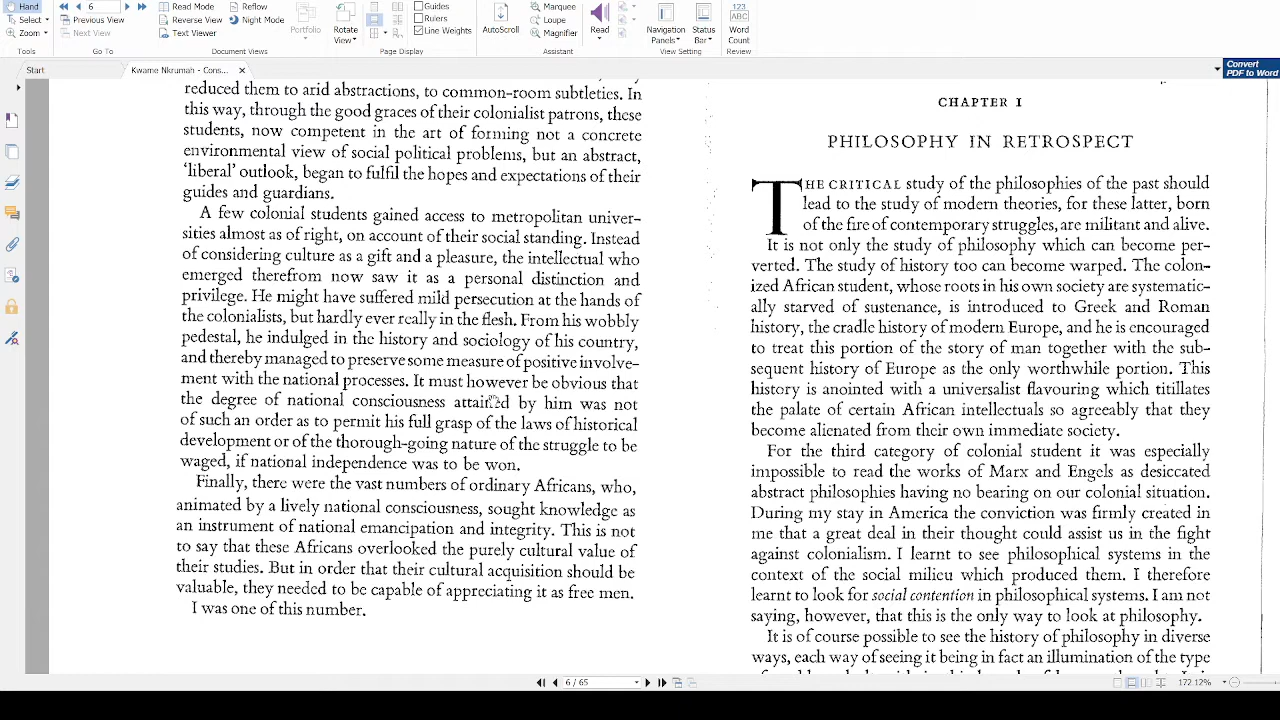 Hand
6
Read Mode
Reflow
Guides
Marquee
123
ABC
Select
Previous View
Reverse View
Night Mode
Rulers
Loupe
Zoom
Next View
Text Viewer
Portfolio
Rotate
View
Line Weights
AutoScroll
Magnifier
Read
Navigation
Panels
Status
Bar
Word
Count
Tools
Go To
Document Views
Page Display
Assistant
View Setting
Review
Start
Kwame Nkrumah - Cons...
Convert
PDF to Word
reduced them to arid abstractions, to common-room subtleties. In
this way, through the good graces of their colonialist patrons, these
students, now competent in the art of forming not a concrete
environmental view of social political problems, but an abstract,
‘liberal’ outlook, began to fulfil the hopes and expectations of their
guides and guardians.
A few colonial students gained access to metropolitan univer-
sities almost as of right, on account of their social standing. Instead
of considering culture as a gift and a pleasure, the intellectual who
emerged therefrom now saw it as a personal distinction and
privilege. He might have suffered mild persecution at the hands of
the colonialists, but hardly ever really in the flesh. From his wobbly
pedestal, he indulged in the history and sociology of his country,
and thereby managed to preserve some measure of positive involve-
ment with the national processes. It must however be obvious that
the degree of national consciousness attained by him was not
of such an order as to permit his full grasp of the laws of historical
development or of the thorough-going nature of the struggle to be
waged, if national independence was to be won.
Finally, there were the vast numbers of ordinary Africans, who,
animated by a lively national consciousness, sought knowledge as
an instrument of national emancipation and integrity. This is not
to say that these Africans overlooked the purely cultural value of
their studies. But in order that their cultural acquisition should be
valuable, they needed to be capable of appreciating it as free men.
I was one of this number.
CHAPTER I
PHILOSOPHY IN RETROSPECT
THE CRITICAL study of the philosophies of the past should
lead to the study of modern theories, for these latter, born
of the fire of contemporary struggles, are militant and alive.
It is not only the study of philosophy which can become per-
verted. The study of history too can become warped. The colon-
ized African student, whose roots in his own society are systematic-
ally starved of sustenance, is introduced to Greek and Roman
history, the cradle history of modern Europe, and he is encouraged
to treat this portion of the story of man together with the sub-
sequent history of Europe as the only worthwhile portion. This
history is anointed with a universalist flavouring which titillates
the palate of certain African intellectuals so agreeably that they
become alienated from their own immediate society.
For the third category of colonial student it was especially
impossible to read the works of Marx and Engels as desiccated
abstract philosophies having no bearing on our colonial situation.
During my stay in America the conviction was firmly created in
me that a great deal in their thought could assist us in the fight
against colonialism. I learnt to see philosophical systems in the
context of the social milieu which produced them. I therefore
learnt to look for social contention in philosophical systems. I am not
saying, however, that this is the only way to look at philosophy.
It is of course possible to see the history of philosophy in diverse
ways, each way of seeing it being in fact an illumination of the type
6 / 65
172.12%